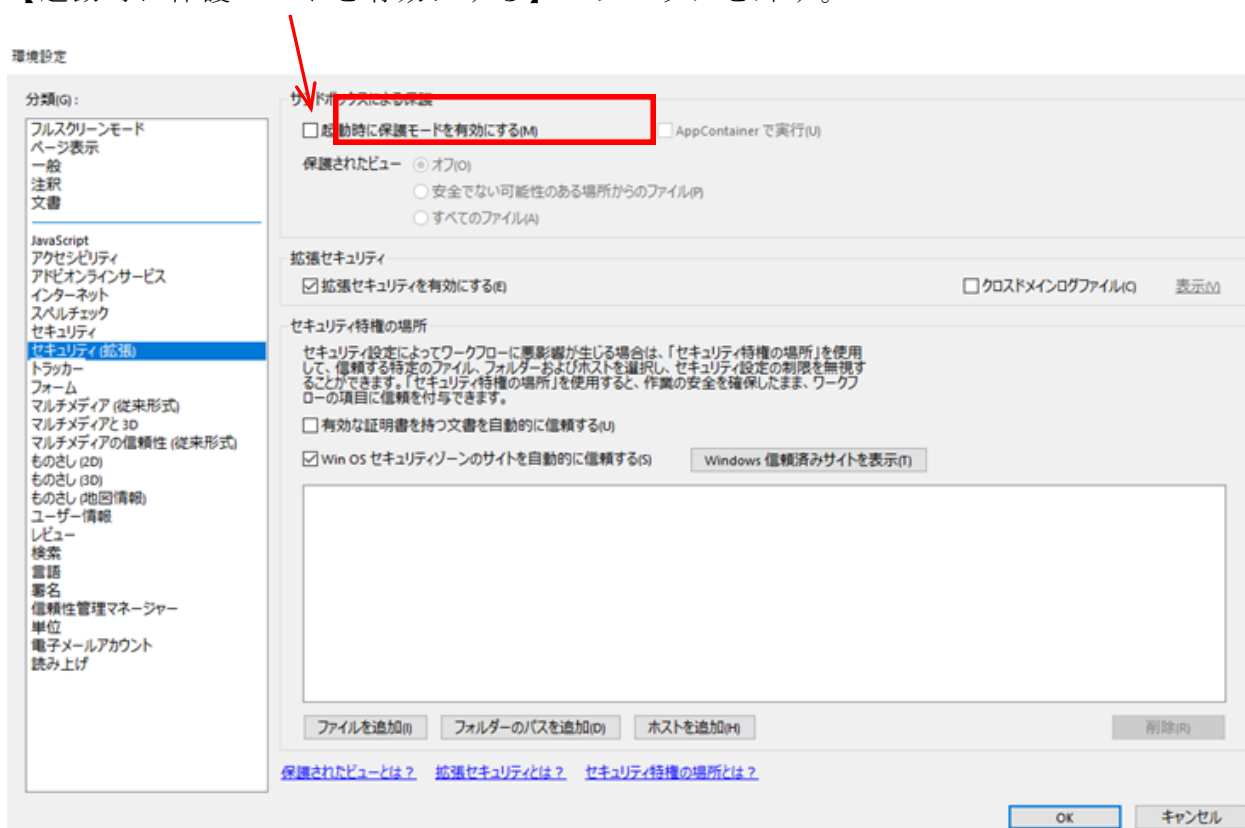 環境設定
分類(G):
フルスクリーンモード
ページ表示
一般
注釈
文書
JavaScript
アクセシビリティ
アドビオンラインサービス
インターネット
スペルチェック
セキュリティ
セキュリティ (拡張)
トラッカー
フォーム
マルチメディア (従来形式)
マルチメディアと 3D
マルチメディアの信頼性 (従来形式)
ものさし (2D)
ものさし (3D)
ものさし (地図情報)
ユーザー情報
レビュー
検索
言語
署名
信頼性管理マネージャー
単位
電子メールアカウント
読み上げ
サンドボックスによる保護
起動時に保護モードを有効にする(M)
AppContainer で実行(U)
保護されたビュー
オフ(O)
安全でない可能性のある場所からのファイル(P)
すべてのファイル(A)
拡張セキュリティ
拡張セキュリティを有効にする(E)
クロスドメインログファイル(C)
表示(V)
セキュリティ特権の場所
セキュリティ設定によってワークフローに悪影響が生じる場合は、「セキュリティ特権の場所」を使用
して、信頼する特定のファイル、フォルダーおよびホストを選択し、セキュリティ設定の制限を無視す
ることができます。「セキュリティ特権の場所」を使用すると、作業の安全を確保したまま、ワークフ
ローの項目に信頼を付与できます。
有効な証明書を持つ文書を自動的に信頼する(U)
Win OS セキュリティゾーンのサイトを自動的に信頼する(S)
Windows 信頼済みサイトを表示(T)
ファイルを追加(I)
フォルダーのパスを追加(D)
ホストを追加(H)
削除(R)
保護されたビューとは?
拡張セキュリティとは?
セキュリティ特権の場所とは?
OK
キャンセル